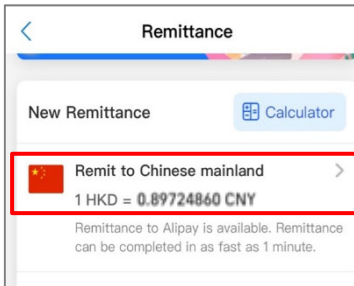 Remittance
New Remittance
Calculator
Remit to Chinese mainland
1 HKD = 0.89724860 CNY
Remittance to Alipay is available. Remittance
can be completed in as fast as 1 minute.